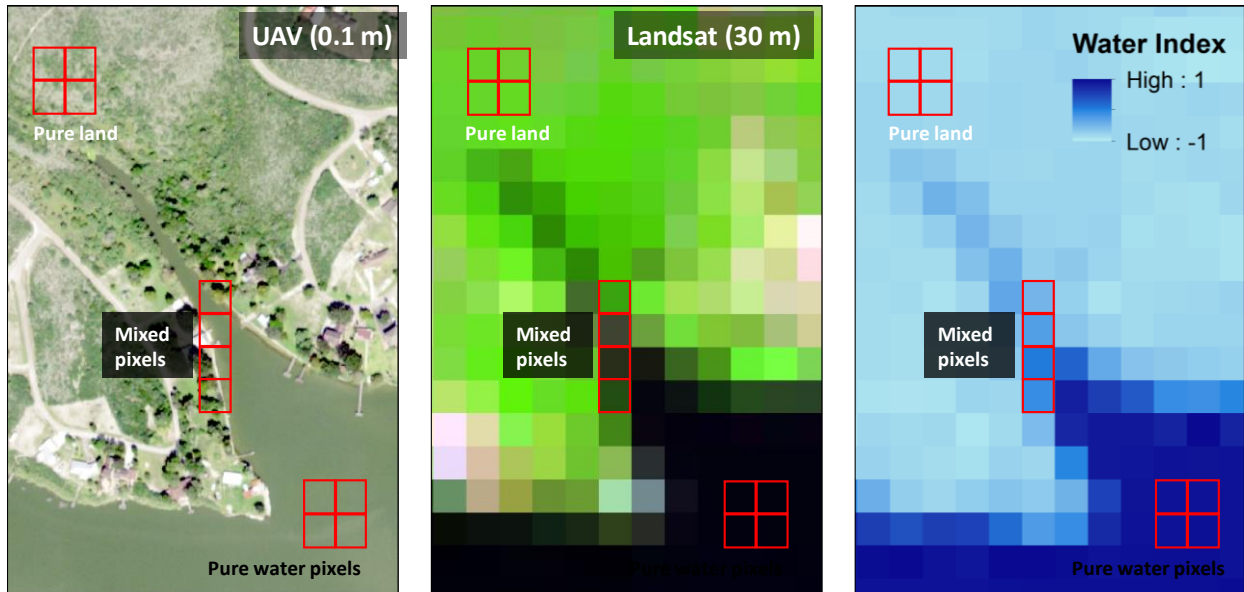 UAV (0.1 m)
Pure land
Mixed
pixels
Pure water pixels
Landsat (30 m)
Pure land
Mixed
pixels
Pure water pixels
Water Index
High : 1
Low : -1
Pure land
Mixed
pixels
Pure water pixels